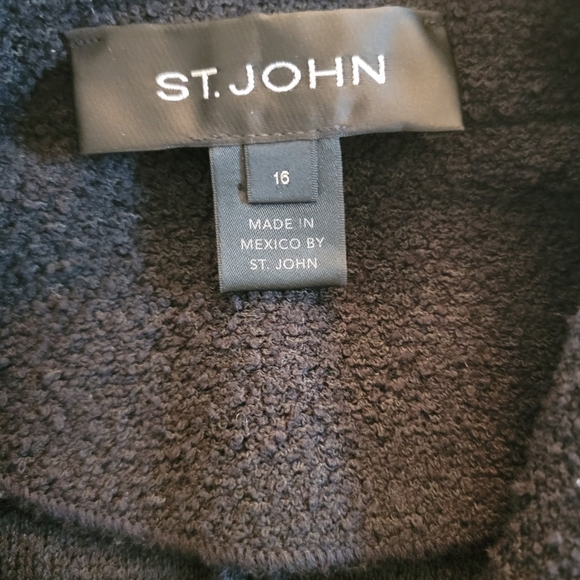 ST. JOHN
16
MADE IN
MEXICO BY
ST. JOHN